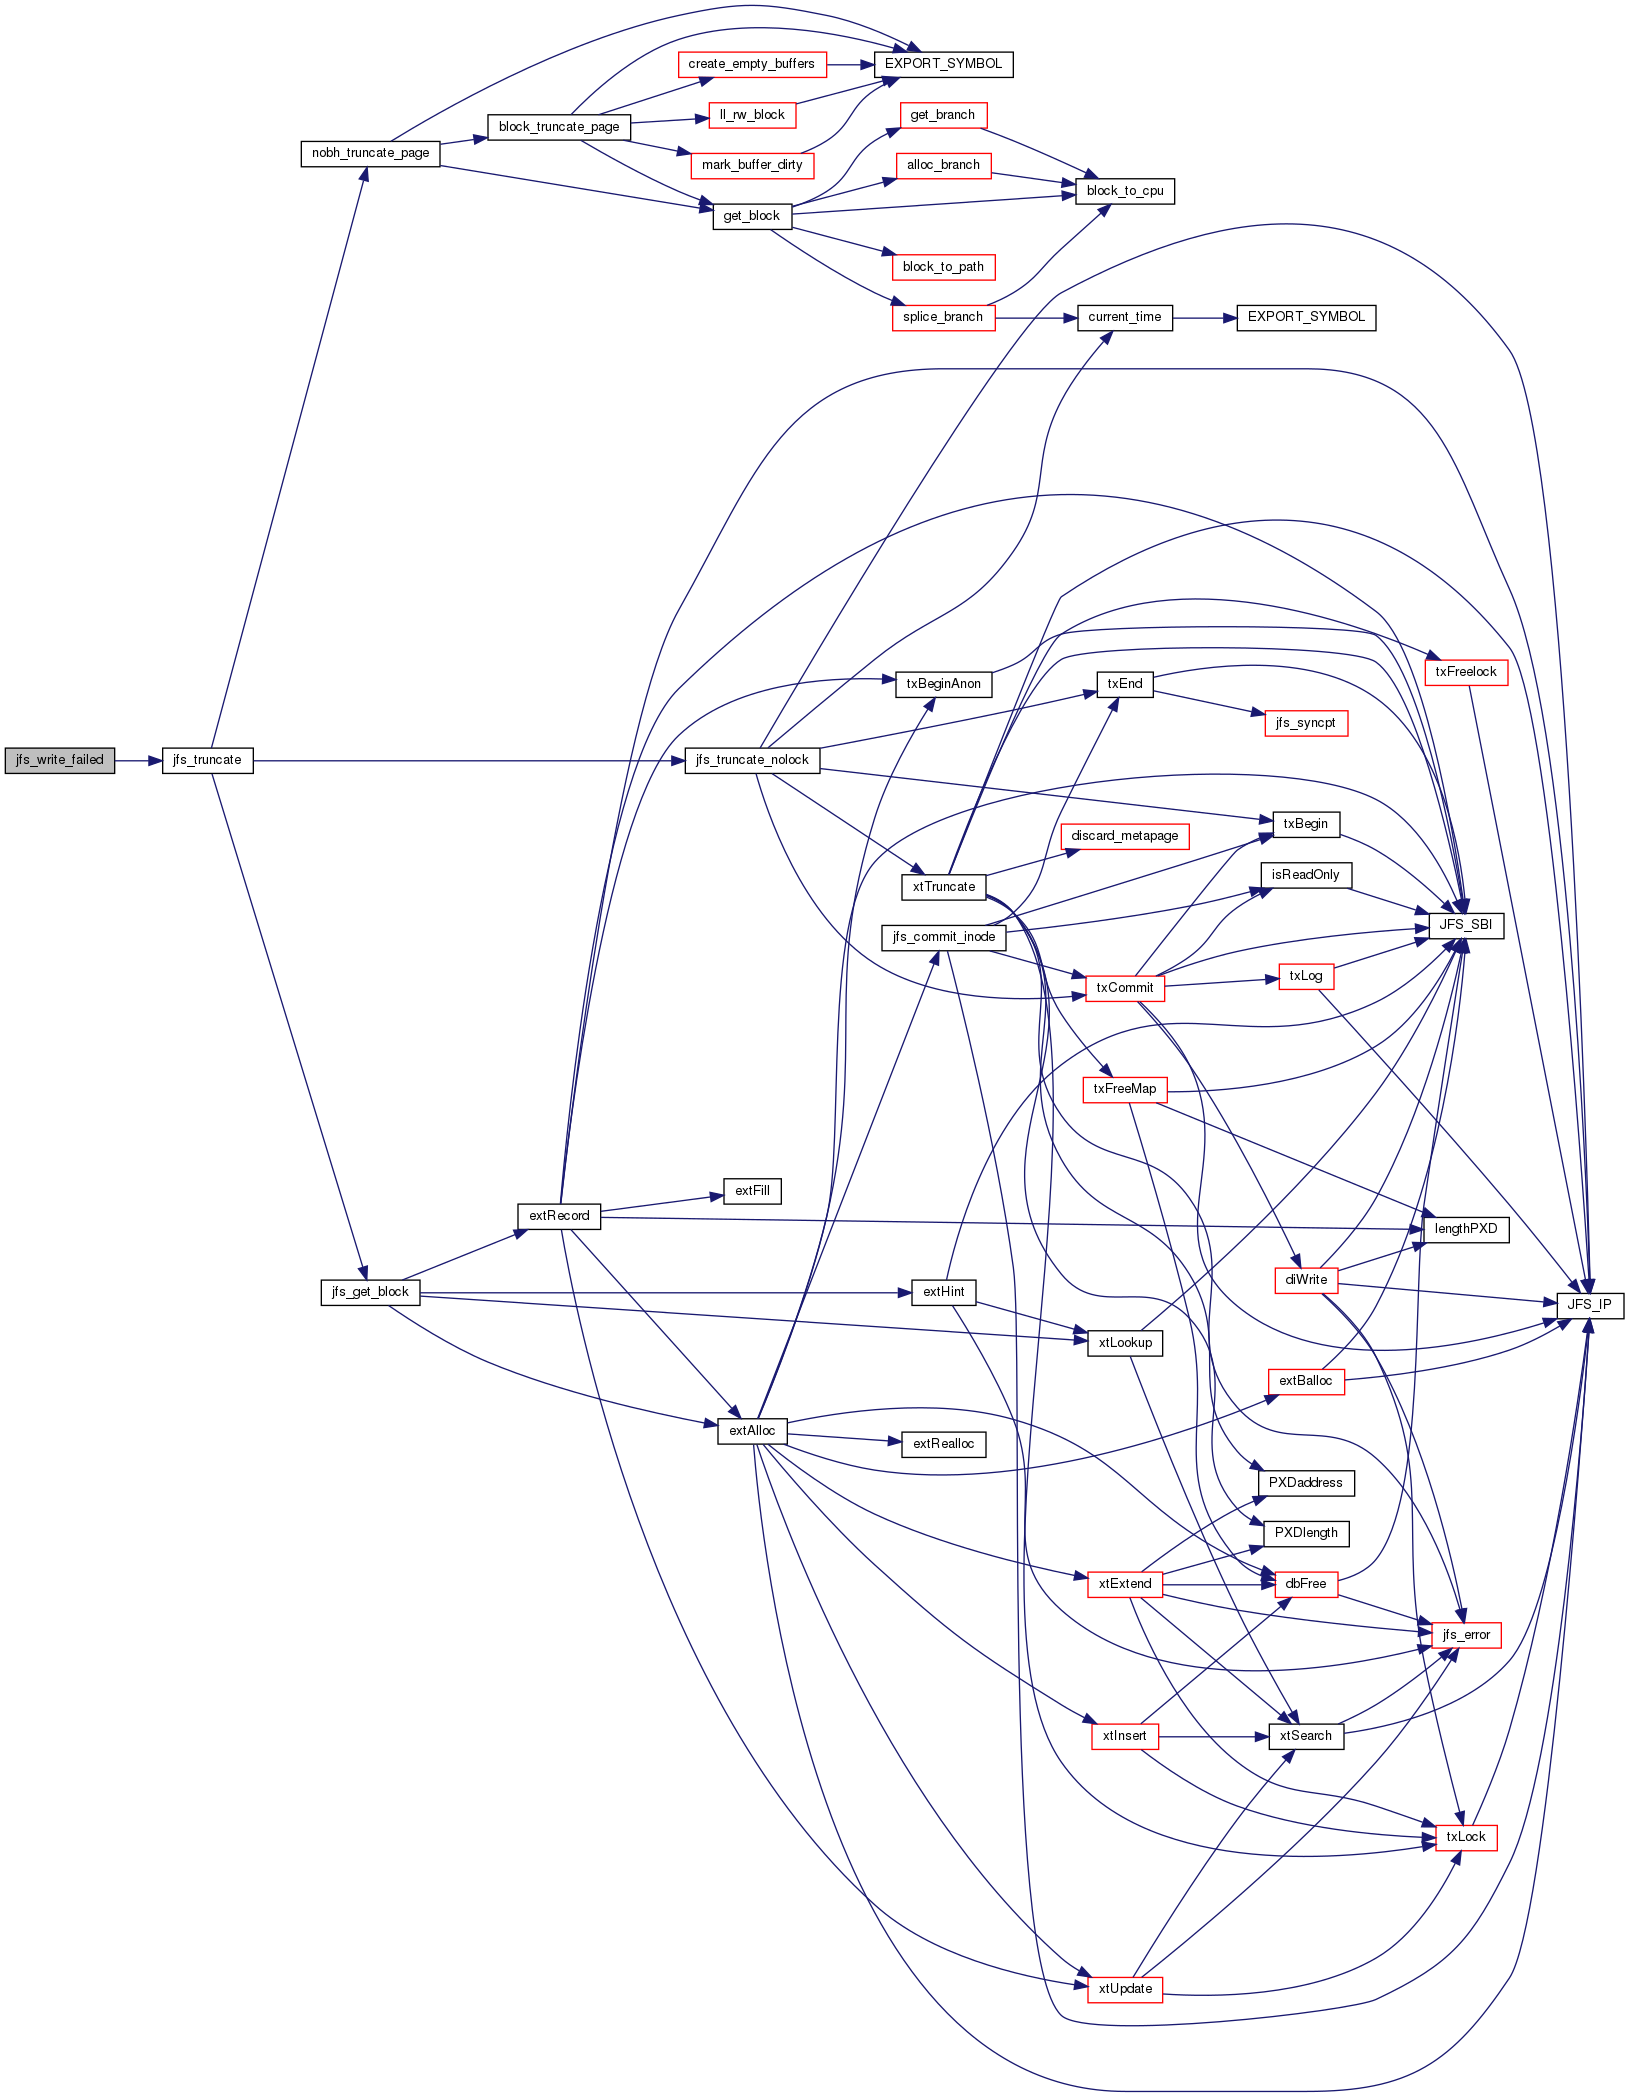 jfs_write_failed
jfs_truncate
nobh_truncate_page
jfs_get_block
block_truncate_page
extRecord
create_empty_buffers
ll_rw_block
mark_buffer_dirty
get_block
jfs_truncate_nolock
extFill
extAlloc
EXPORT_SYMBOL
get_branch
alloc_branch
block_to_path
splice_branch
txBeginAnon
xtTruncate
jfs_commit_inode
extHint
extRealloc
block_to_cpu
current_time
txEnd
discard_metapage
txCommit
txFreeMap
xtLookup
xtExtend
xtInsert
xtUpdate
EXPORT_SYMBOL
jfs_syncpt
txBegin
isReadOnly
txLog
diWrite
extBalloc
PXDaddress
PXDlength
dbFree
xtSearch
txFreelock
JFS_SBI
lengthPXD
jfs_error
txLock
JFS_IP